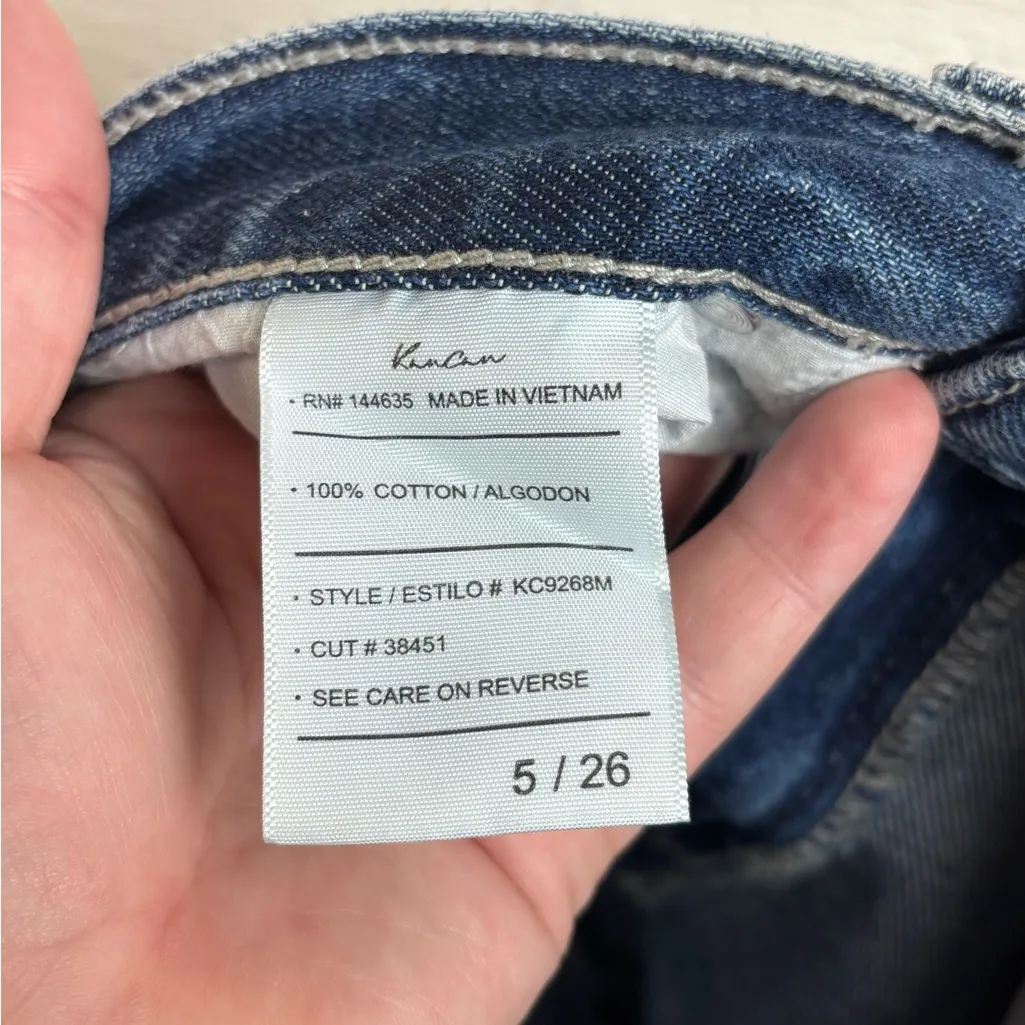 KanCan
· RN# 144635 MADE IN VIETNAM
· 100% COTTON / ALGODON
· STYLE / ESTILO # KC9268M
· CUT # 38451
· SEE CARE ON REVERSE
5 / 26